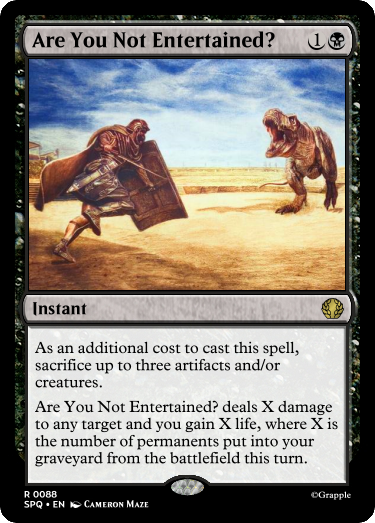 Are You Not Entertained? 1
Instant
As an additional cost to cast this spell,
sacrifice up to three artifacts and/or
creatures.
Are You Not Entertained? deals X damage
to any target and you gain X life, where X is
the number of permanents put into your
graveyard from the battlefield this turn.
R 0088
SPQ • EN Cameron Maze
©Grapple